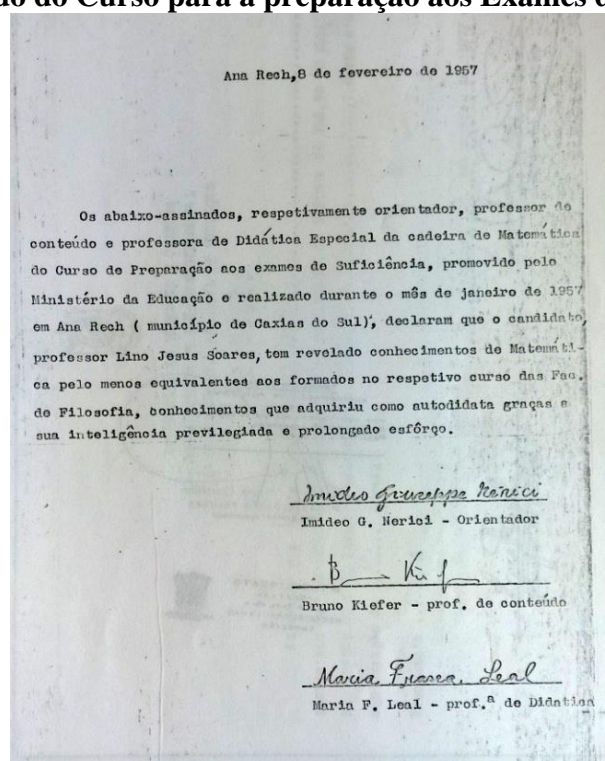 do do Curso para a preparação aos Exames d
Ana Rech,8 de fevereiro de 1957
Os abaixo-assinados, respetivamente orientador, professor de
conteúdo e professora de Didática Especial da cadeira de Matemática
do Curso de Preparação aos exames de Suficiência, promovido pelo
Ministério da Educação e realizado durante o mês de janeiro de 1957
em Ana Rech ( município de Caxias do Sul), declaram que o candidato,
professor Lino Jesus Soares, tem revelado conhecimentos de Matemáti-
ca pelo menos equivalentes aos formados no respetivo curso das Fac.
de Filosofia, conhecimentos que adquiriu como autodidata graças a
sua inteligência previlegiada e prolongado esfôrço.
Imideo Giuseppe Nérici
Imideo G. Nerici - Orientador
B Kiefer
Bruno Kiefer - prof. de conteúdo
Maria Leal
Maria F. Leal - prof.ª de Didática